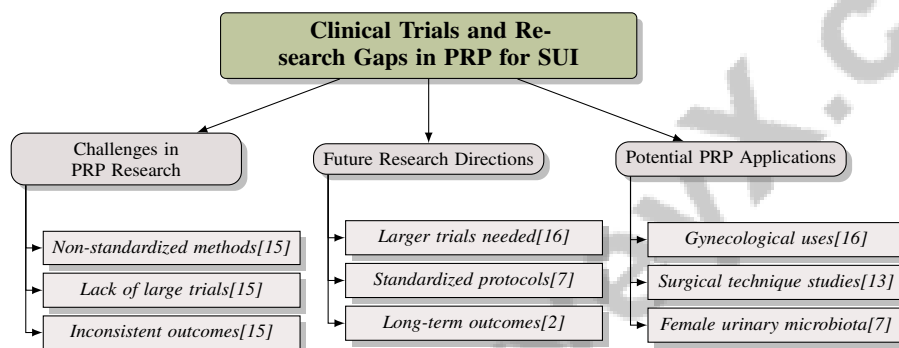 Clinical Trials and Re-
search Gaps in PRP for SUI
Challenges in
PRP Research
Non-standardized methods[15]
Lack of large trials[15]
Inconsistent outcomes[15]
Future Research Directions
Larger trials needed[16]
Standardized protocols[7]
Long-term outcomes[2]
Potential PRP Applications
Gynecological uses[16]
Surgical technique studies[13]
Female urinary microbiota[7]